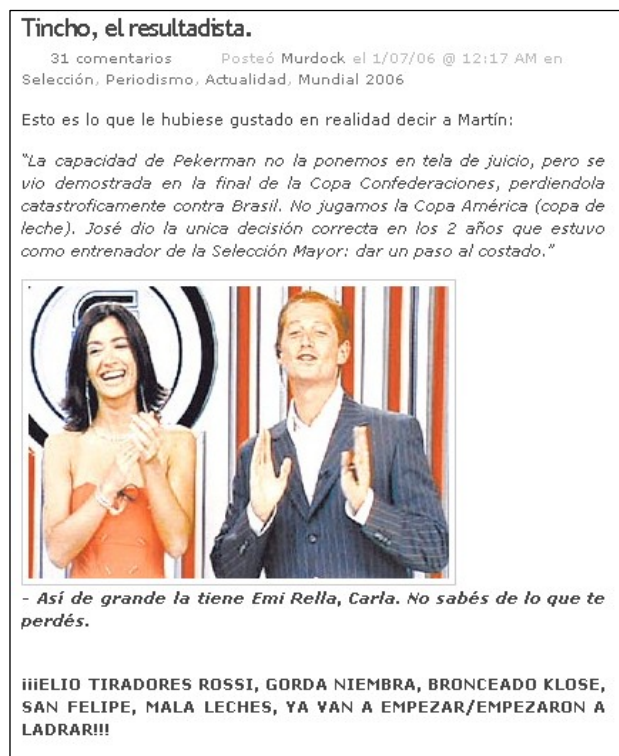 Tincho, el resultadista.
31 comentarios Posteó Murdock el 1/07/06 @ 12:17 AM en
Selección, Periodismo, Actualidad, Mundial 2006
Esto es lo que le hubiese gustado en realidad decir a Martín:
“La capacidad de Pekerman no la ponemos en tela de juicio, pero se
vio demostrada en la final de la Copa Confederaciones, perdiendola
catastroficamente contra Brasil. No jugamos la Copa América (copa de
leche). José dio la unica decisión correcta en los 2 años que estuvo
como entrenador de la Selección Mayor: dar un paso al costado.”
- Así de grande la tiene Emi Rella, Carla. No sabés de lo que te
perdés.
¡¡¡ELIO TIRADORES ROSSI, GORDA NIEMBRA, BRONCEADO KLOSE,
SAN FELIPE, MALA LECHES, YA VAN A EMPEZAR/EMPEZARON A
LADRAR!!!